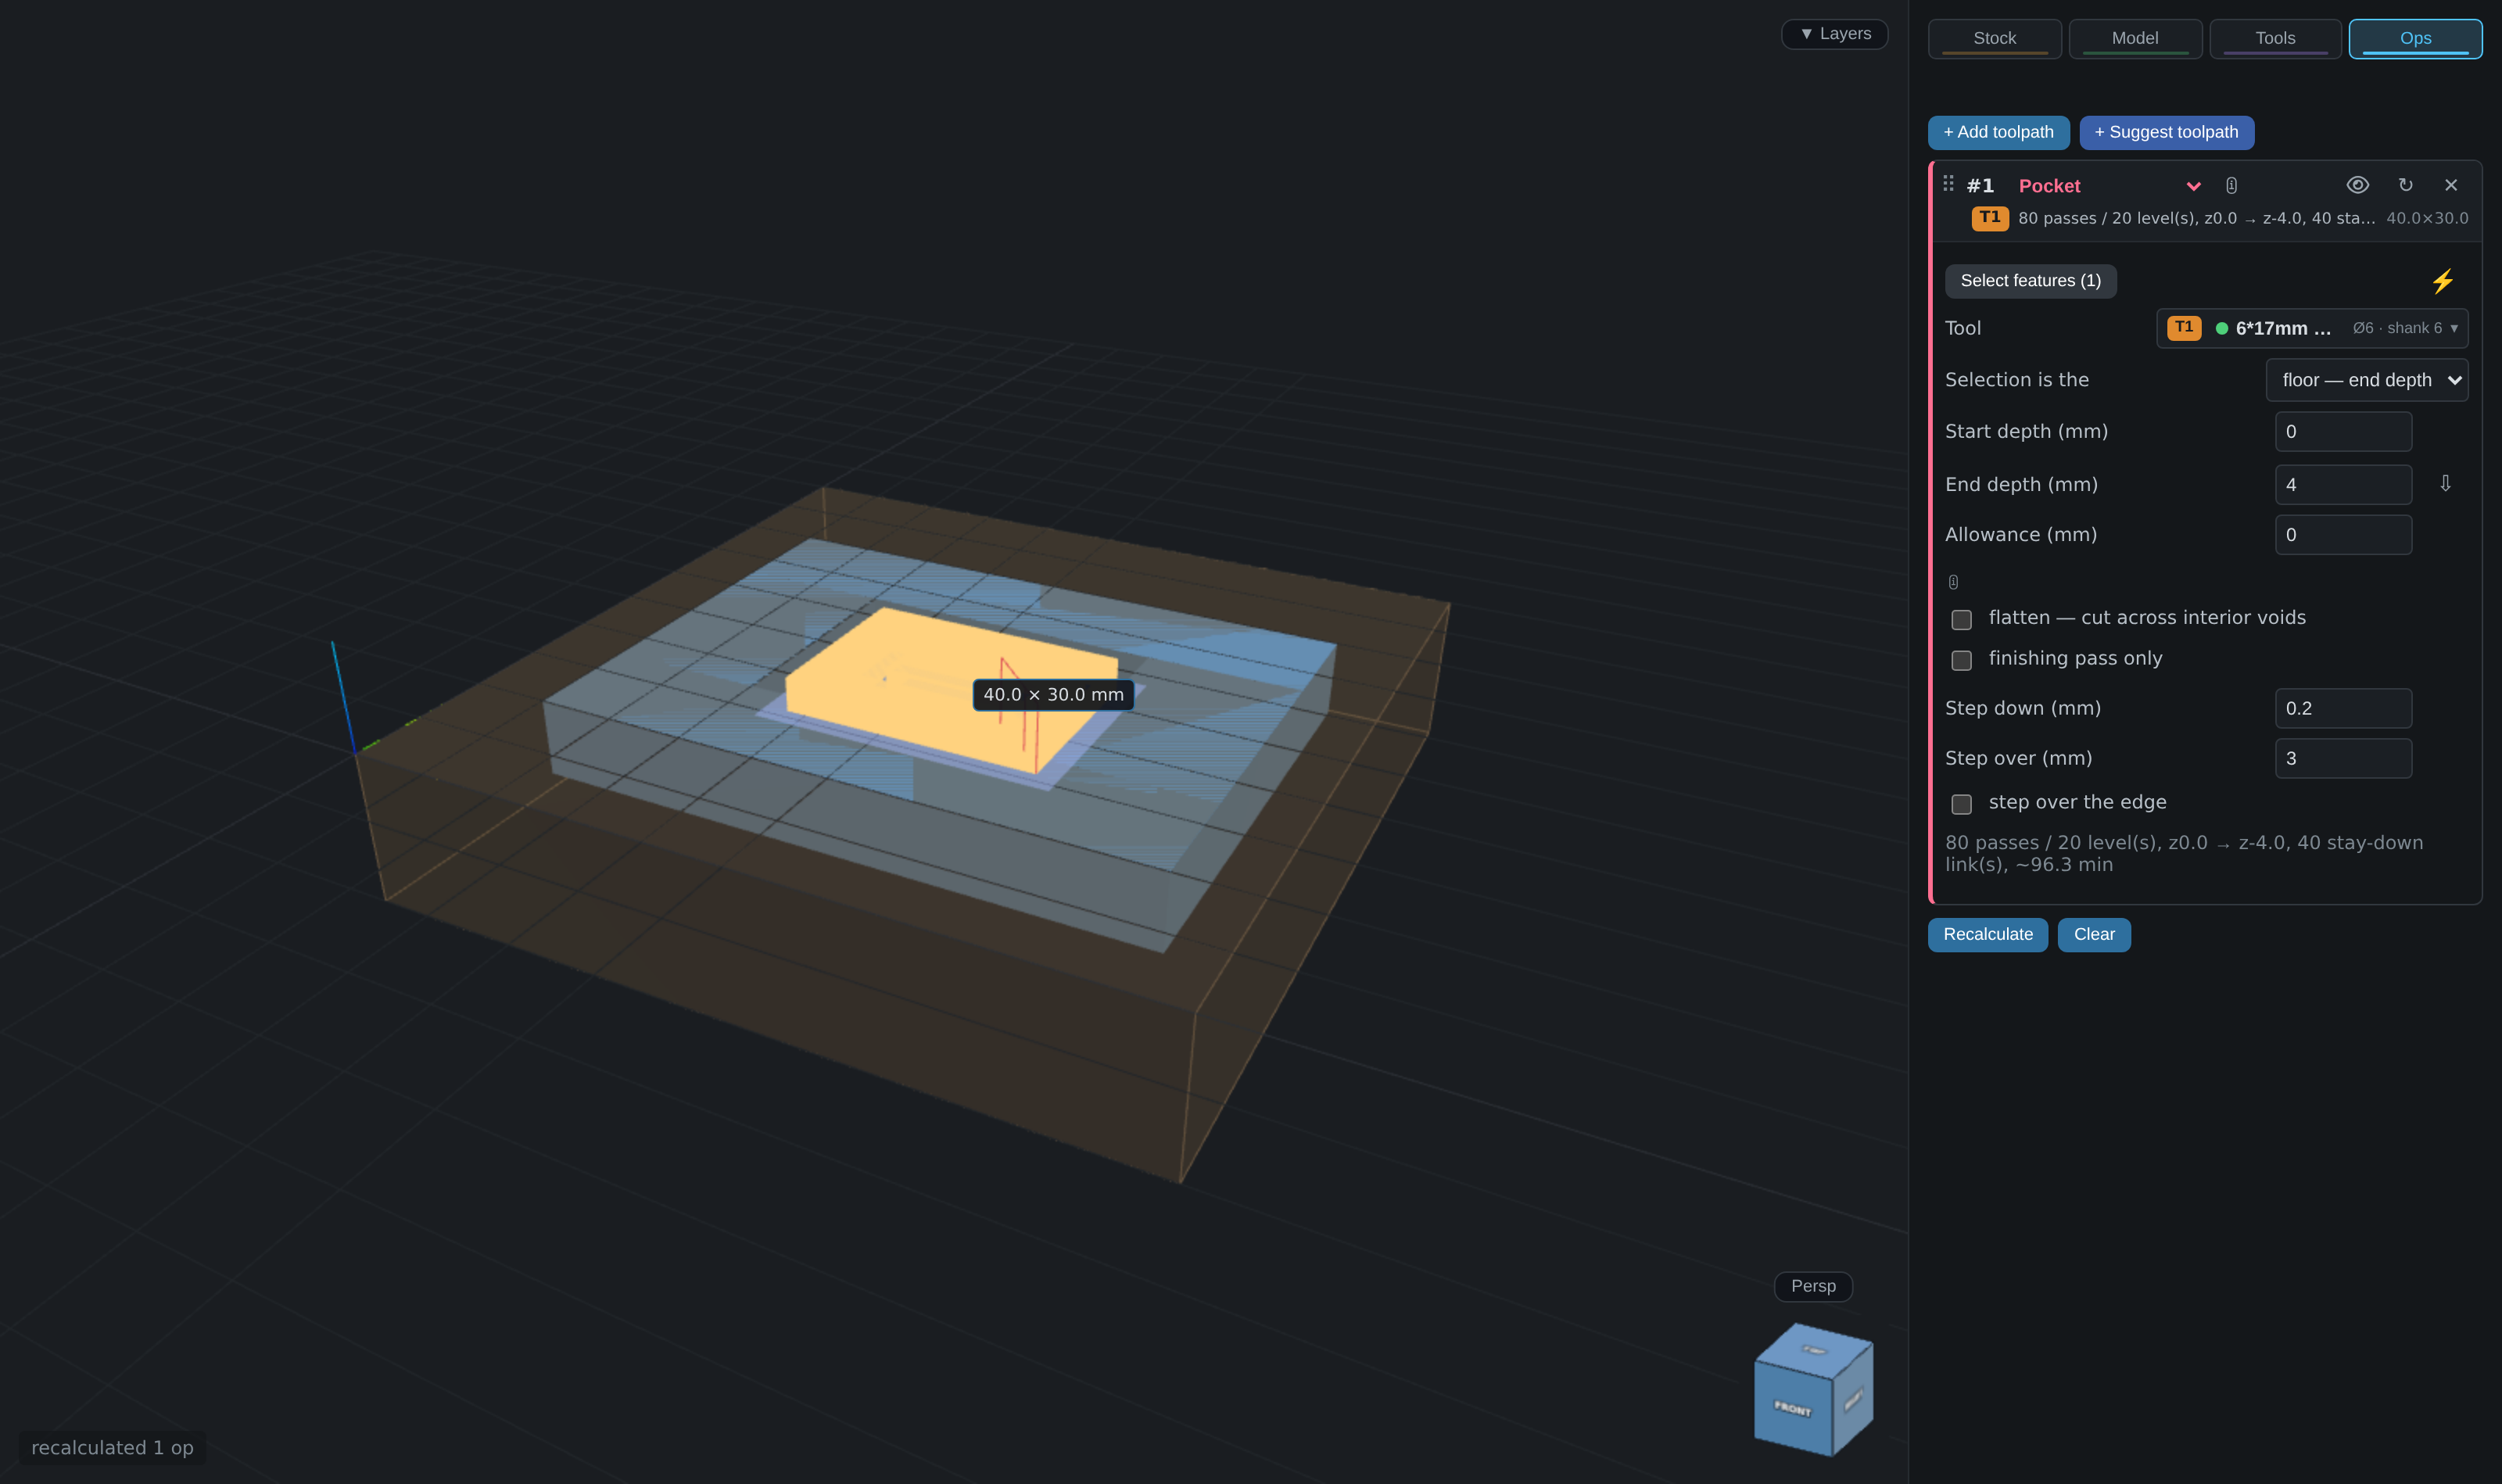 ▼ Layers
Stock
Model
Tools
Ops
+ Add toolpath
+ Suggest toolpath
#1 Pocket
T1 80 passes / 20 level(s), z0.0 → z-4.0, 40 sta… 40.0×30.0
Select features (1)
Tool T1 6*17mm … Ø6 · shank 6 ▾
Selection is the floor — end depth
Start depth (mm) 0
End depth (mm) 4
Allowance (mm) 0
flatten — cut across interior voids
finishing pass only
Step down (mm) 0.2
Step over (mm) 3
step over the edge
80 passes / 20 level(s), z0.0 → z-4.0, 40 stay-down
link(s), ~96.3 min
Recalculate
Clear
40.0 × 30.0 mm
Persp
FRONT
recalculated 1 op